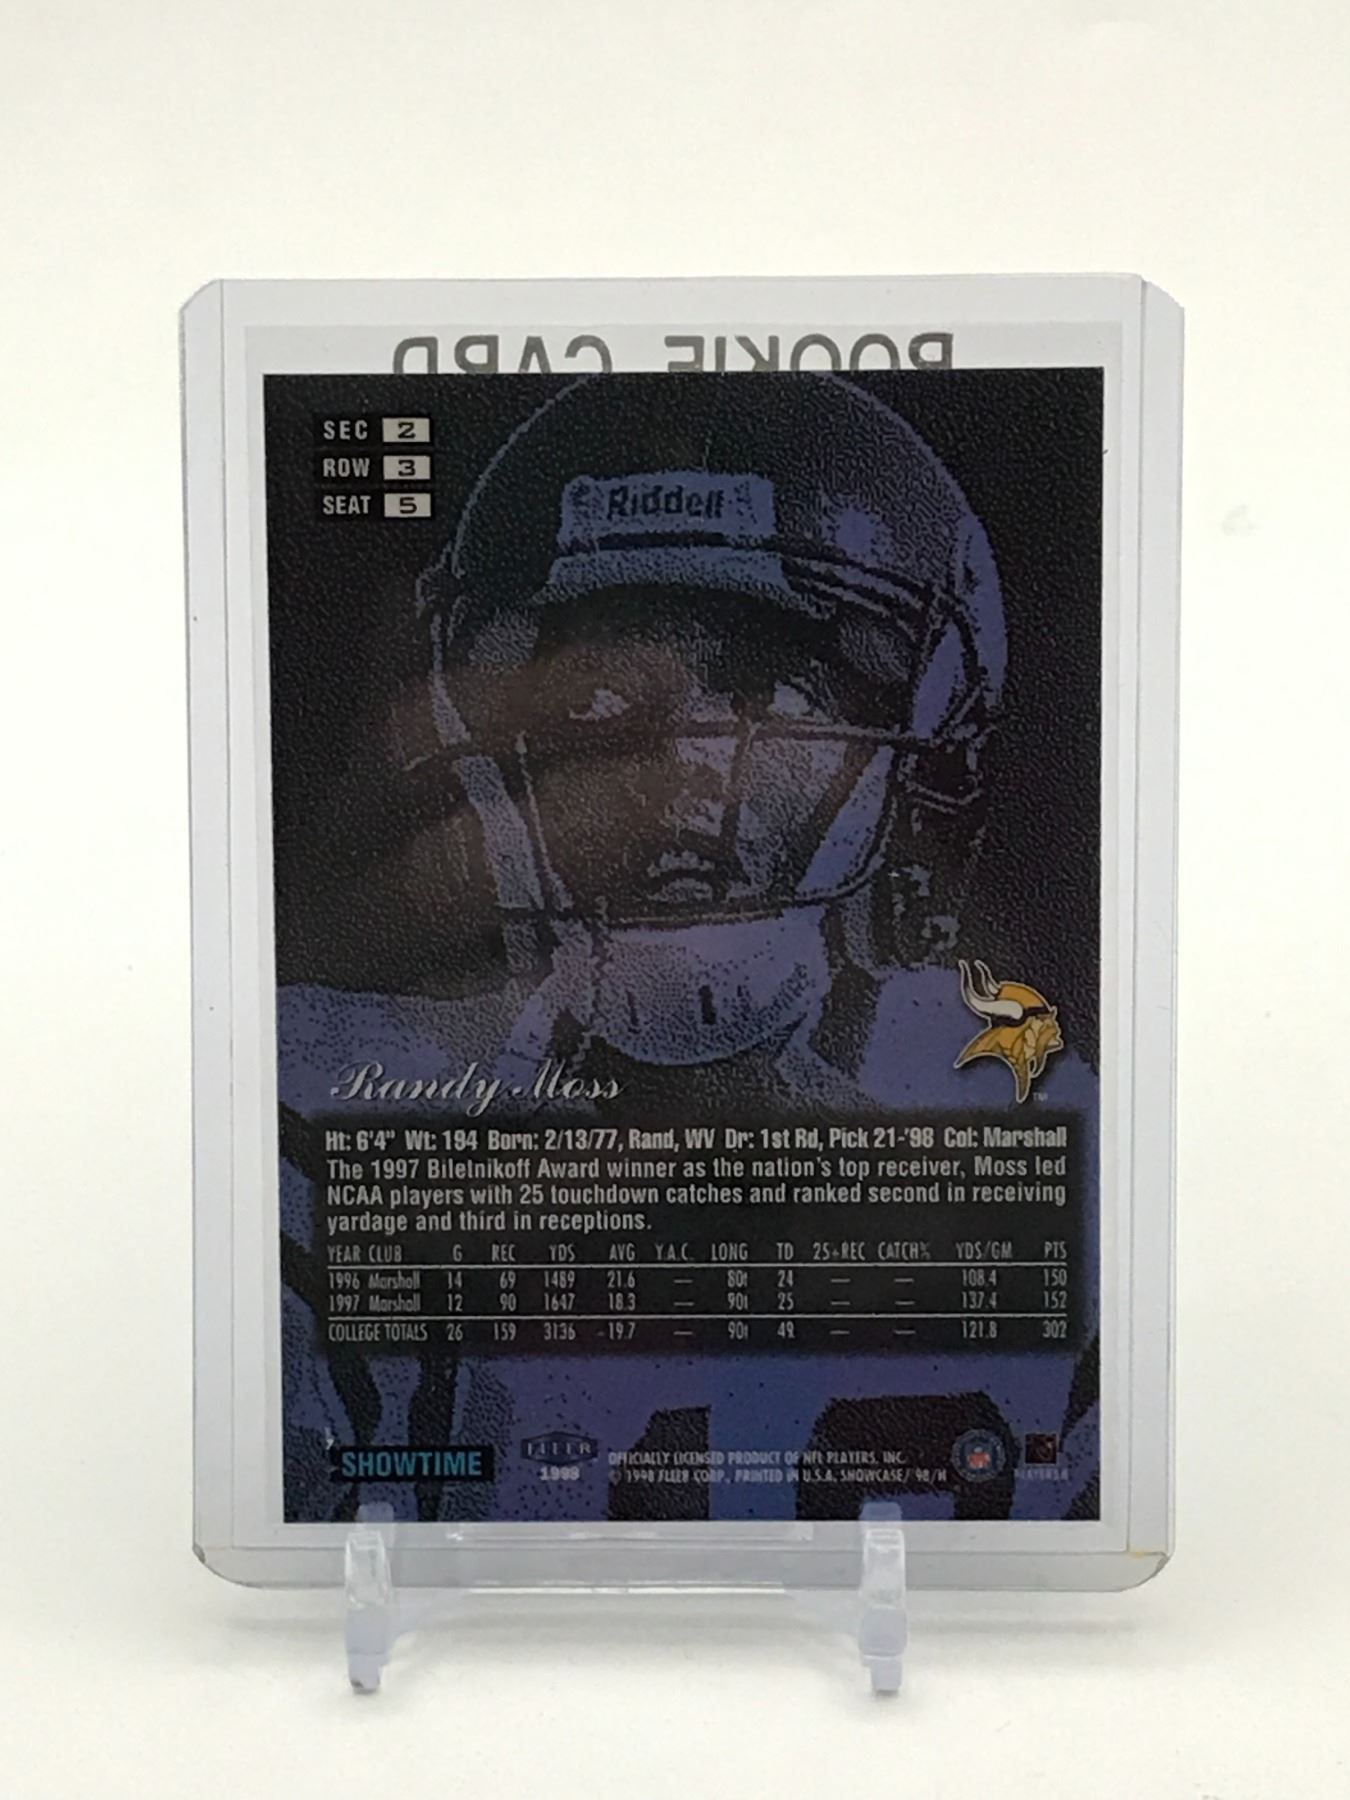 ROOKIE CARD
SEC 2
ROW 3
SEAT 5
Riddell
Randy Moss
TM
Ht: 6'4" Wt: 194 Born: 2/13/77, Rand, WV Dr: 1st Rd, Pick 21-'98 Col: Marshall
The 1997 Biletnikoff Award winner as the nation's top receiver, Moss led
NCAA players with 25 touchdown catches and ranked second in receiving
yardage and third in receptions.
YEAR CLUB G REC YDS AVG Y.A.C. LONG TD 25+REC CATCH% YDS/GM PTS
1996 Marshall 14 69 1489 21.6 — 80t 24 — — 108.4 150
1997 Marshall 12 90 1647 18.3 — 90t 25 — — 137.4 152
COLLEGE TOTALS 26 159 3136 19.7 — 90t 49 — — 121.8 302
SHOWTIME
FLEER
1998
OFFICIALLY LICENSED PRODUCT OF NFL PLAYERS, INC.
© 1998 FLEER CORP., PRINTED IN U.S.A. SHOWCASE/ 98/H
NFL
PLAYERS